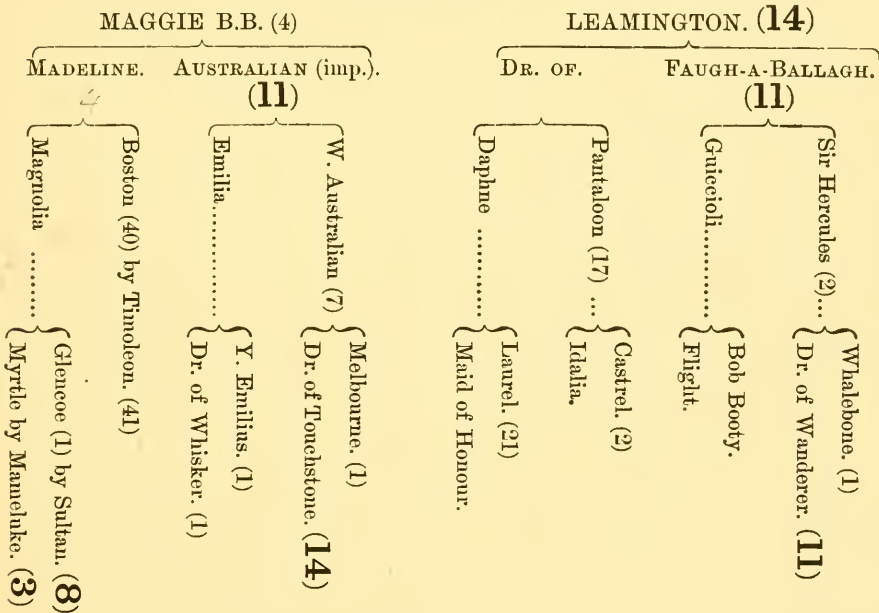 MAGGIE B.B. (4)
LEAMINGTON. (14)
MADELINE.
AUSTRALIAN (imp.).
(11)
DR. OF.
FAUGH-A-BALLAGH.
(11)
4
Magnolia ..........
Boston (40) by Timoleon. (41)
Emilia..............
W. Australian (7)
Daphne ............
Pantaloon (17) ...
Guiccioli............
Sir Hercules (2)....
Myrtle by Mameluke. (3)
Glencoe (1) by Sultan. (8)
Dr. of Whisker. (1)
Y. Emilius. (1)
Dr. of Touchstone. (14)
Melbourne. (1)
Maid of Honour.
Laurel. (21)
Idalia.
Castrel. (2)
Flight.
Bob Booty.
Dr. of Wanderer. (11)
Whalebone. (1)